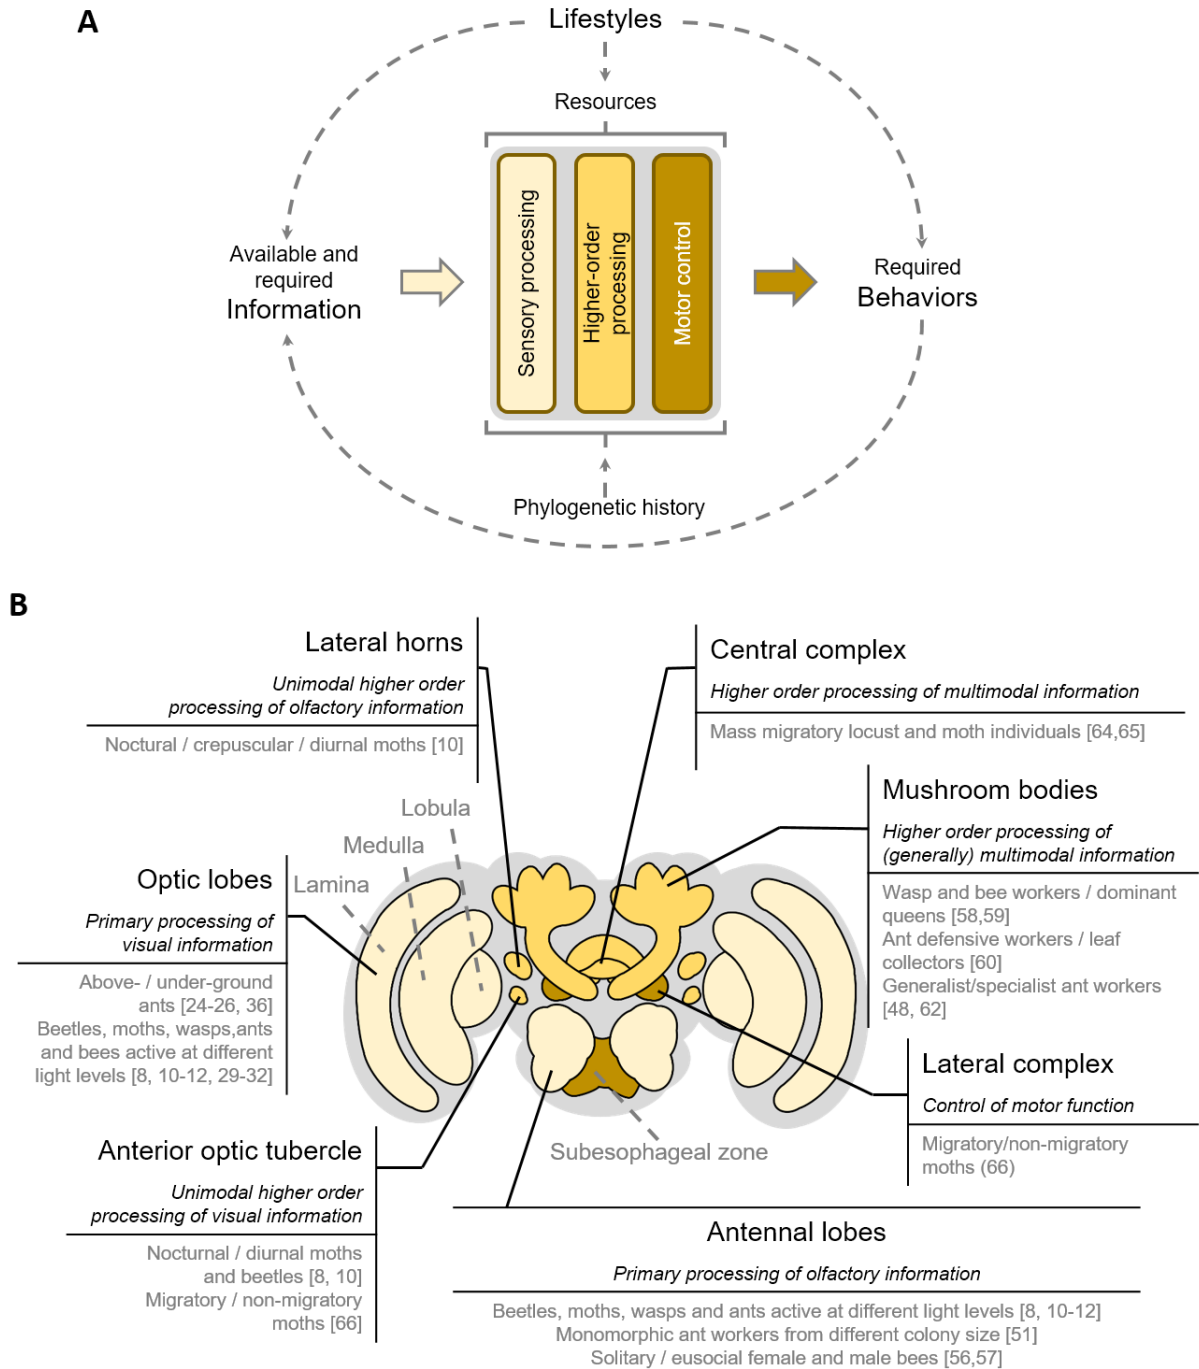 A
Lifestyles
Resources
Sensory processing
Higher-order
processing
Motor control
Available and
required
Information
Required
Behaviors
Phylogenetic history
B
Lateral horns
Unimodal higher order
processing of olfactory information
Noctural / crepuscular / diurnal moths [10]
Central complex
Higher order processing of multimodal information
Mass migratory locust and moth individuals [64,65]
Mushroom bodies
Higher order processing of
(generally) multimodal information
Wasp and bee workers / dominant
queens [58,59]
Ant defensive workers / leaf
collectors [60]
Generalist/specialist ant workers
[48, 62]
Lobula
Medulla
Lamina
Optic lobes
Primary processing of
visual information
Above- / under-ground
ants [24-26, 36]
Beetles, moths, wasps,ants
and bees active at different
light levels [8, 10-12, 29-32]
Lateral complex
Control of motor function
Migratory/non-migratory
moths (66)
Subesophageal zone
Anterior optic tubercle
Unimodal higher order
processing of visual information
Nocturnal / diurnal moths
and beetles [8, 10]
Migratory / non-migratory
moths [66]
Antennal lobes
Primary processing of olfactory information
Beetles, moths, wasps and ants active at different light levels [8, 10-12]
Monomorphic ant workers from different colony size [51]
Solitary / eusocial female and male bees [56,57]